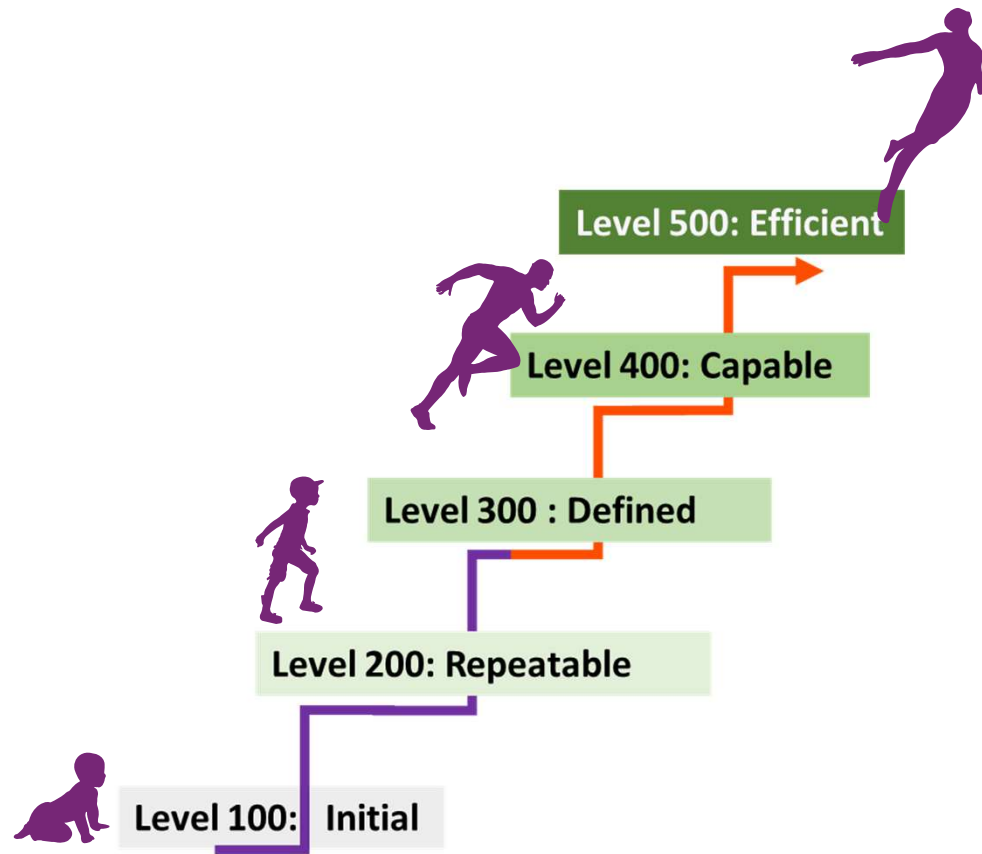 Level 500: Efficient
Level 400: Capable
Level 300 : Defined
Level 200: Repeatable
Level 100: Initial